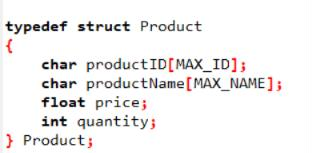 typedef struct Product
{
    char productID[MAX_ID];
    char productName[MAX_NAME];
    float price;
    int quantity;
} Product;